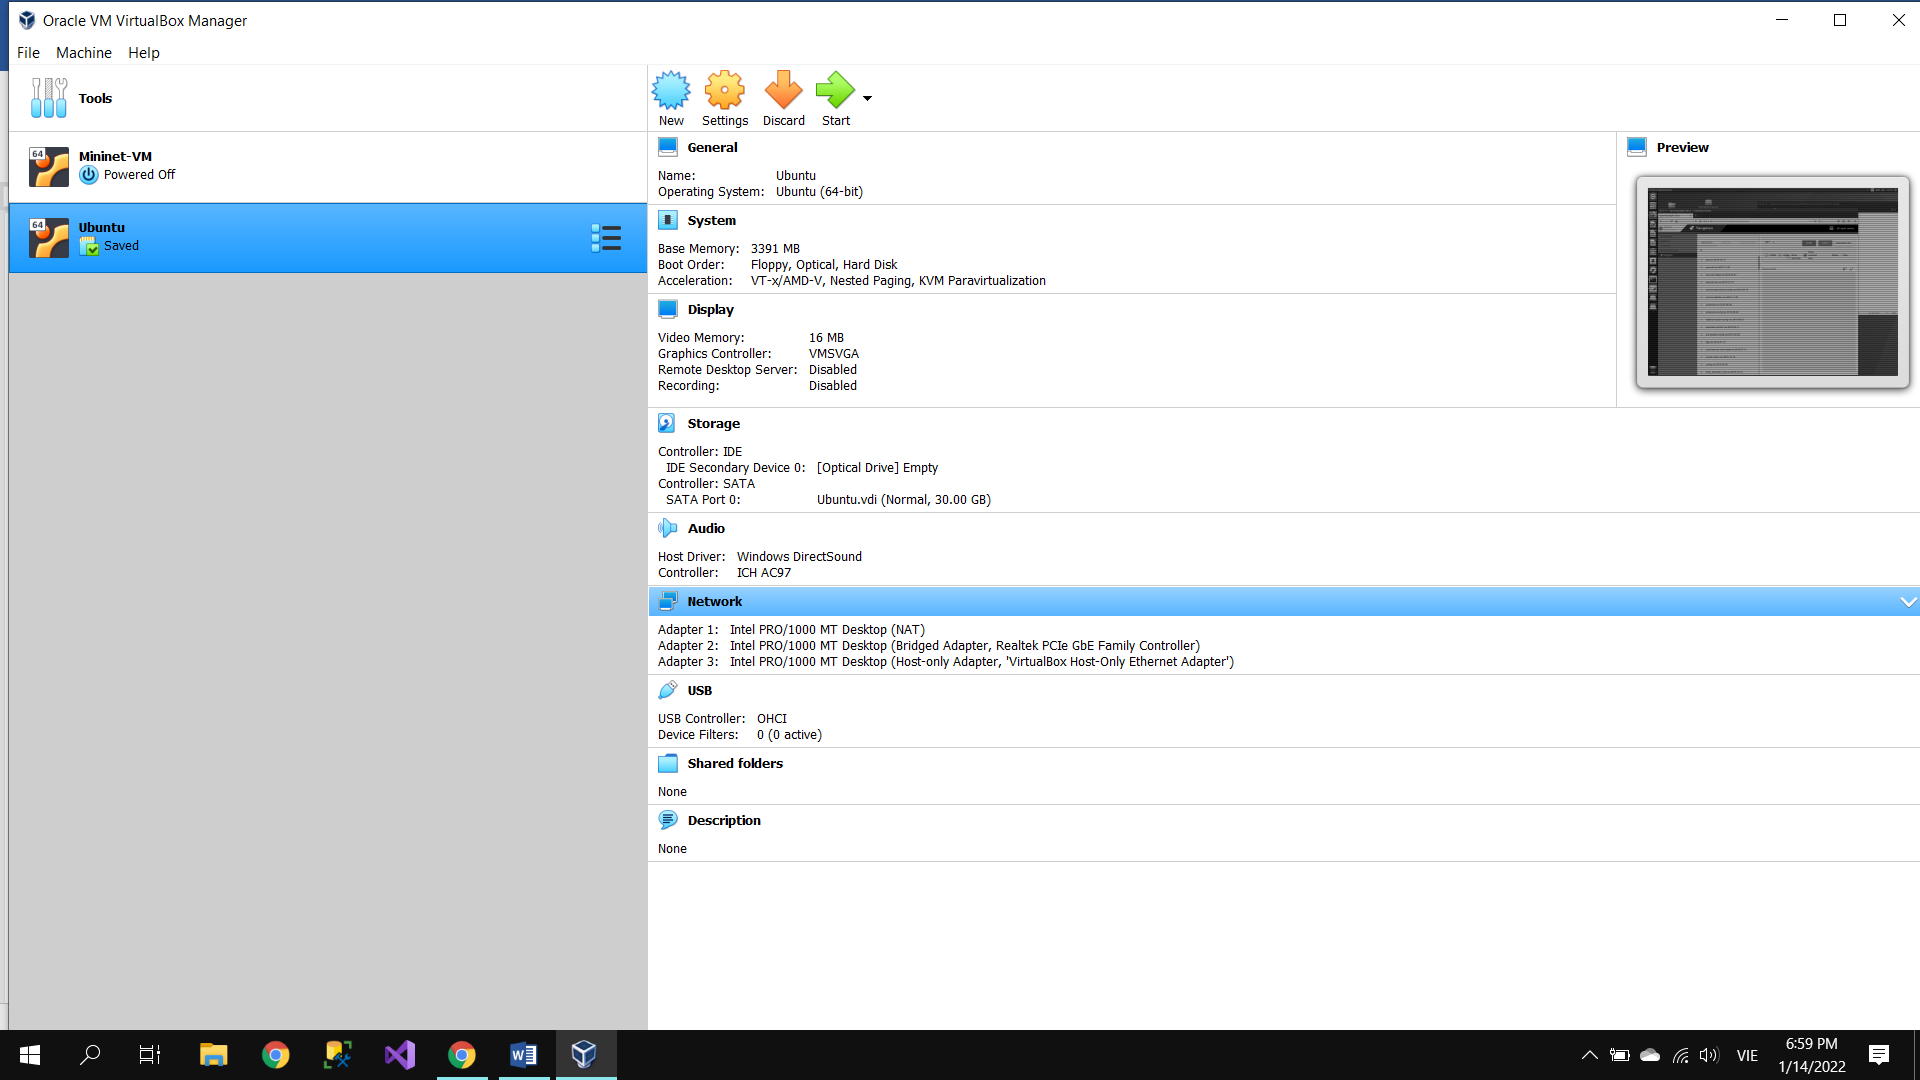 Oracle VM VirtualBox Manager
File Machine Help
Tools
New Settings Discard Start
64
Mininet-VM
Powered Off
64
Ubuntu
Saved
General
Name: Ubuntu
Operating System: Ubuntu (64-bit)
Preview
System
Base Memory: 3391 MB
Boot Order: Floppy, Optical, Hard Disk
Acceleration: VT-x/AMD-V, Nested Paging, KVM Paravirtualization
Display
Video Memory: 16 MB
Graphics Controller: VMSVGA
Remote Desktop Server: Disabled
Recording: Disabled
Storage
Controller: IDE
IDE Secondary Device 0: [Optical Drive] Empty
Controller: SATA
SATA Port 0: Ubuntu.vdi (Normal, 30.00 GB)
Audio
Host Driver: Windows DirectSound
Controller: ICH AC97
Network
Adapter 1: Intel PRO/1000 MT Desktop (NAT)
Adapter 2: Intel PRO/1000 MT Desktop (Bridged Adapter, Realtek PCIe GbE Family Controller)
Adapter 3: Intel PRO/1000 MT Desktop (Host-only Adapter, 'VirtualBox Host-Only Ethernet Adapter')
USB
USB Controller: OHCI
Device Filters: 0 (0 active)
Shared folders
None
Description
None
VIE
6:59 PM
1/14/2022